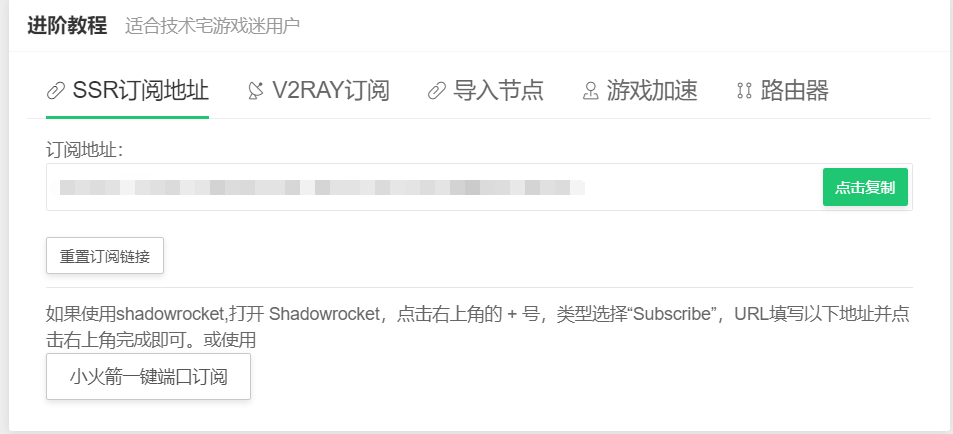 进阶教程 适合技术宅游戏迷用户
SSR订阅地址 V2RAY订阅 导入节点 游戏加速 路由器
订阅地址：
点击复制
重置订阅链接
如果使用shadowrocket,打开 Shadowrocket，点击右上角的 + 号，类型选择“Subscribe”，URL填写以下地址并点
击右上角完成即可。或使用
小火箭一键端口订阅